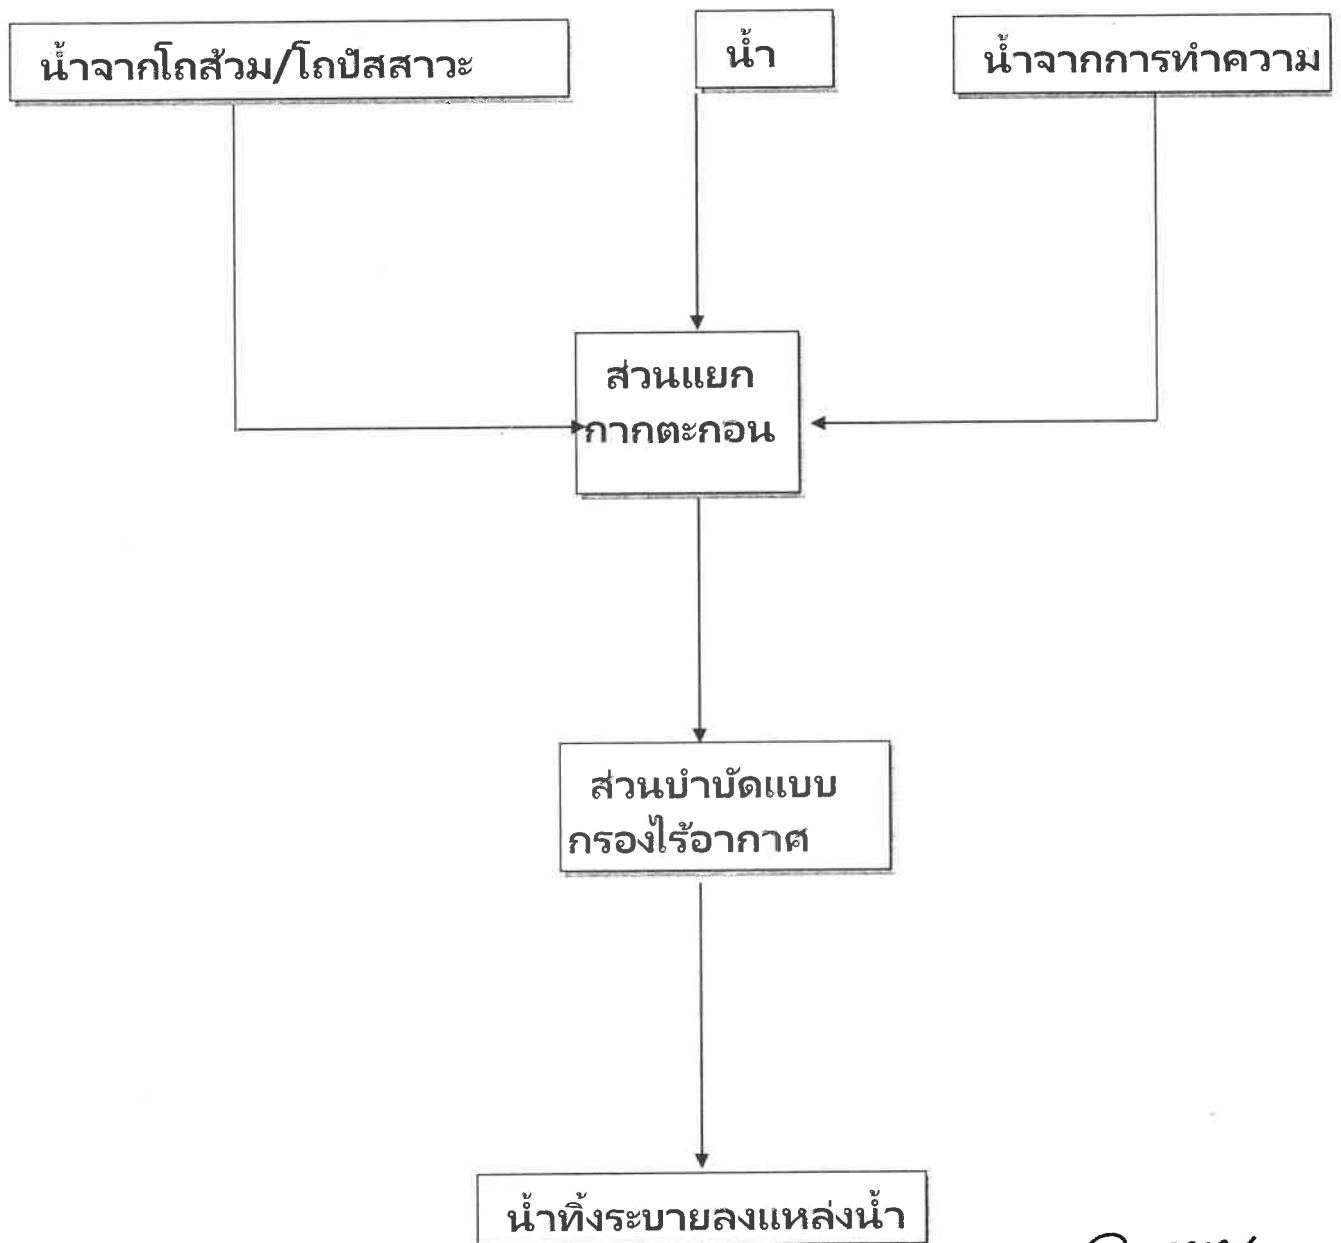 น้ำจากโถส้วม/โถปัสสาวะ
น้ำ
น้ำจากการทำความ
ส่วนแยก
กากตะกอน
ส่วนบำบัดแบบ
กรองไร้อากาศ
น้ำทิ้งระบายลงแหล่งน้ำ